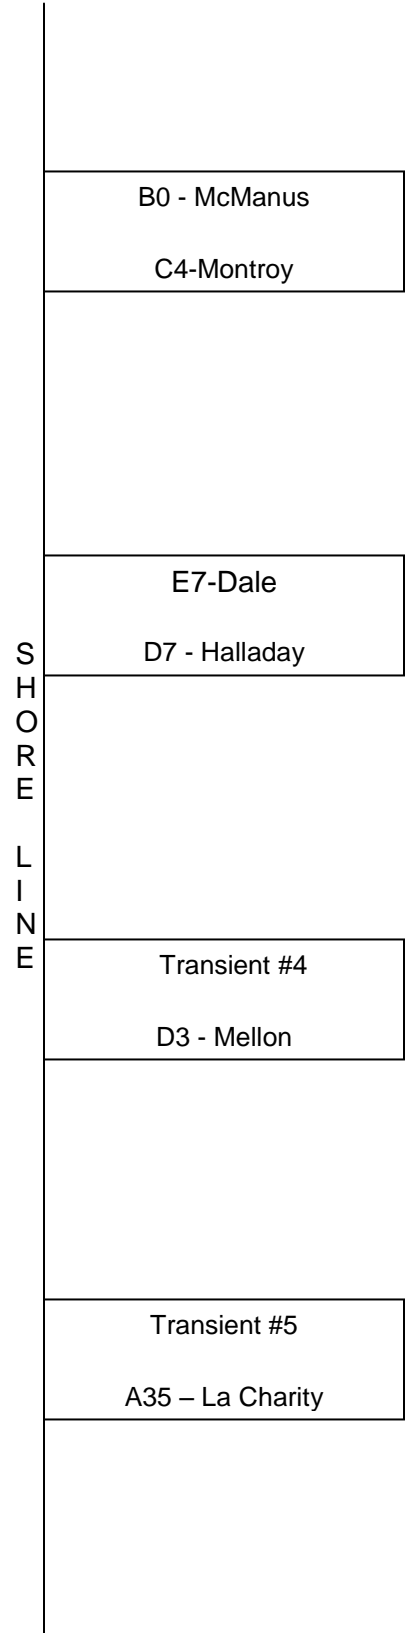 B0 - McManus
C4-Montroy
E7-Dale
D7 - Halladay
SHORE LINE
Transient #4
D3 - Mellon
Transient #5
A35 – La Charity